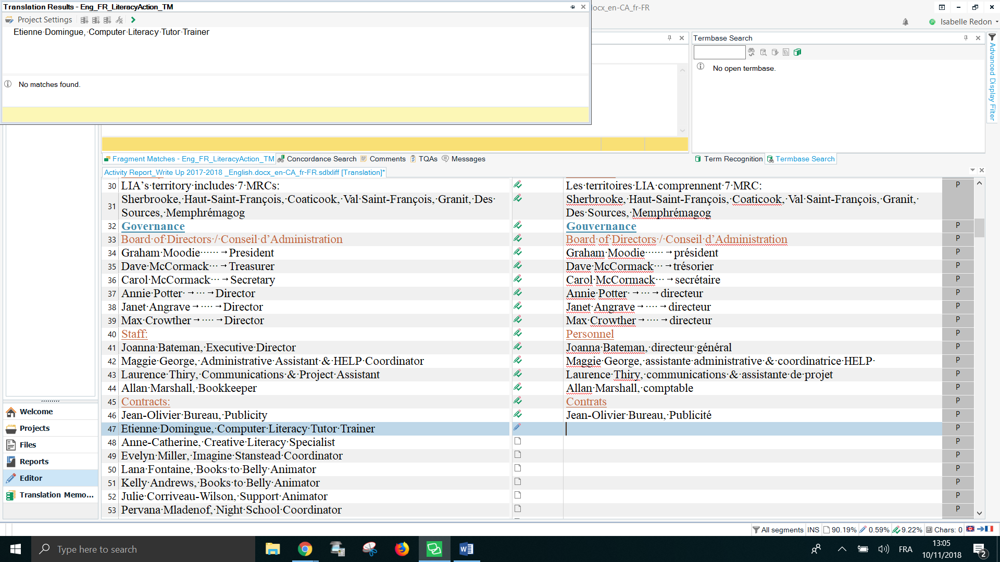 Translation Results - Eng_FR_LiteracyAction_TM
Project Settings
Etienne Domingue, Computer Literacy Tutor Trainer
No matches found.
docx_en-CA_fr-FR
Isabelle Redon
Termbase Search
No open termbase.
Advanced Display Filter
Fragment Matches - Eng_FR_LiteracyAction_TM
Concordance Search
Comments
TQAs
Messages
Term Recognition
Termbase Search
Activity Report_Write Up 2017-2018 _English.docx_en-CA_fr-FR.sdlxliff [Translation]*
30 LIA's territory includes 7 MRCs: Les territoires LIA comprennent 7 MRC: P
31 Sherbrooke, Haut-Saint-François, Coaticook, Val Saint-François, Granit, Des Sources, Memphrémagog Sherbrooke, Haut-Saint-François, Coaticook, Val Saint-François, Granit, Des Sources, Memphrémagog
32 Governance Gouvernance P
33 Board of Directors / Conseil d'Administration Board of Directors / Conseil d'Administration P
34 Graham Moodie······→President Graham Moodie······→président P
35 Dave McCormack···→Treasurer Dave McCormack···→trésorier P
36 Carol McCormack···→Secretary Carol McCormack···→secrétaire P
37 Annie Potter →···→Director Annie Potter →···→directeur P
38 Janet Angrave→····→Director Janet Angrave→····→directeur P
39 Max Crowther→····→Director Max Crowther→····→directeur P
40 Staff: Personnel P
41 Joanna Bateman, Executive Director Joanna Bateman, directeur général P
42 Maggie George, Administrative Assistant & HELP Coordinator Maggie George, assistante administrative & coordinatrice HELP P
43 Laurence Thiry, Communications & Project Assistant Laurence Thiry, communications & assistante de projet P
44 Allan Marshall, Bookkeeper Allan Marshall, comptable P
45 Contracts: Contrats P
46 Jean-Olivier Bureau, Publicity Jean-Olivier Bureau, Publicité P
47 Etienne Domingue, Computer Literacy Tutor Trainer P
48 Anne-Catherine, Creative Literacy Specialist P
49 Evelyn Miller, Imagine Stanstead Coordinator P
50 Lana Fontaine, Books to Belly Animator P
51 Kelly Andrews, Books to Belly Animator P
52 Julie Corriveau-Wilson, Support Animator P
53 Pervana Mladenof, Night School Coordinator P
Welcome
Projects
Files
Reports
Editor
Translation Memo...
All segments INS 90.19% 0.59% 9.22% Chars: 0
Type here to search
FRA
13:05
10/11/2018
2